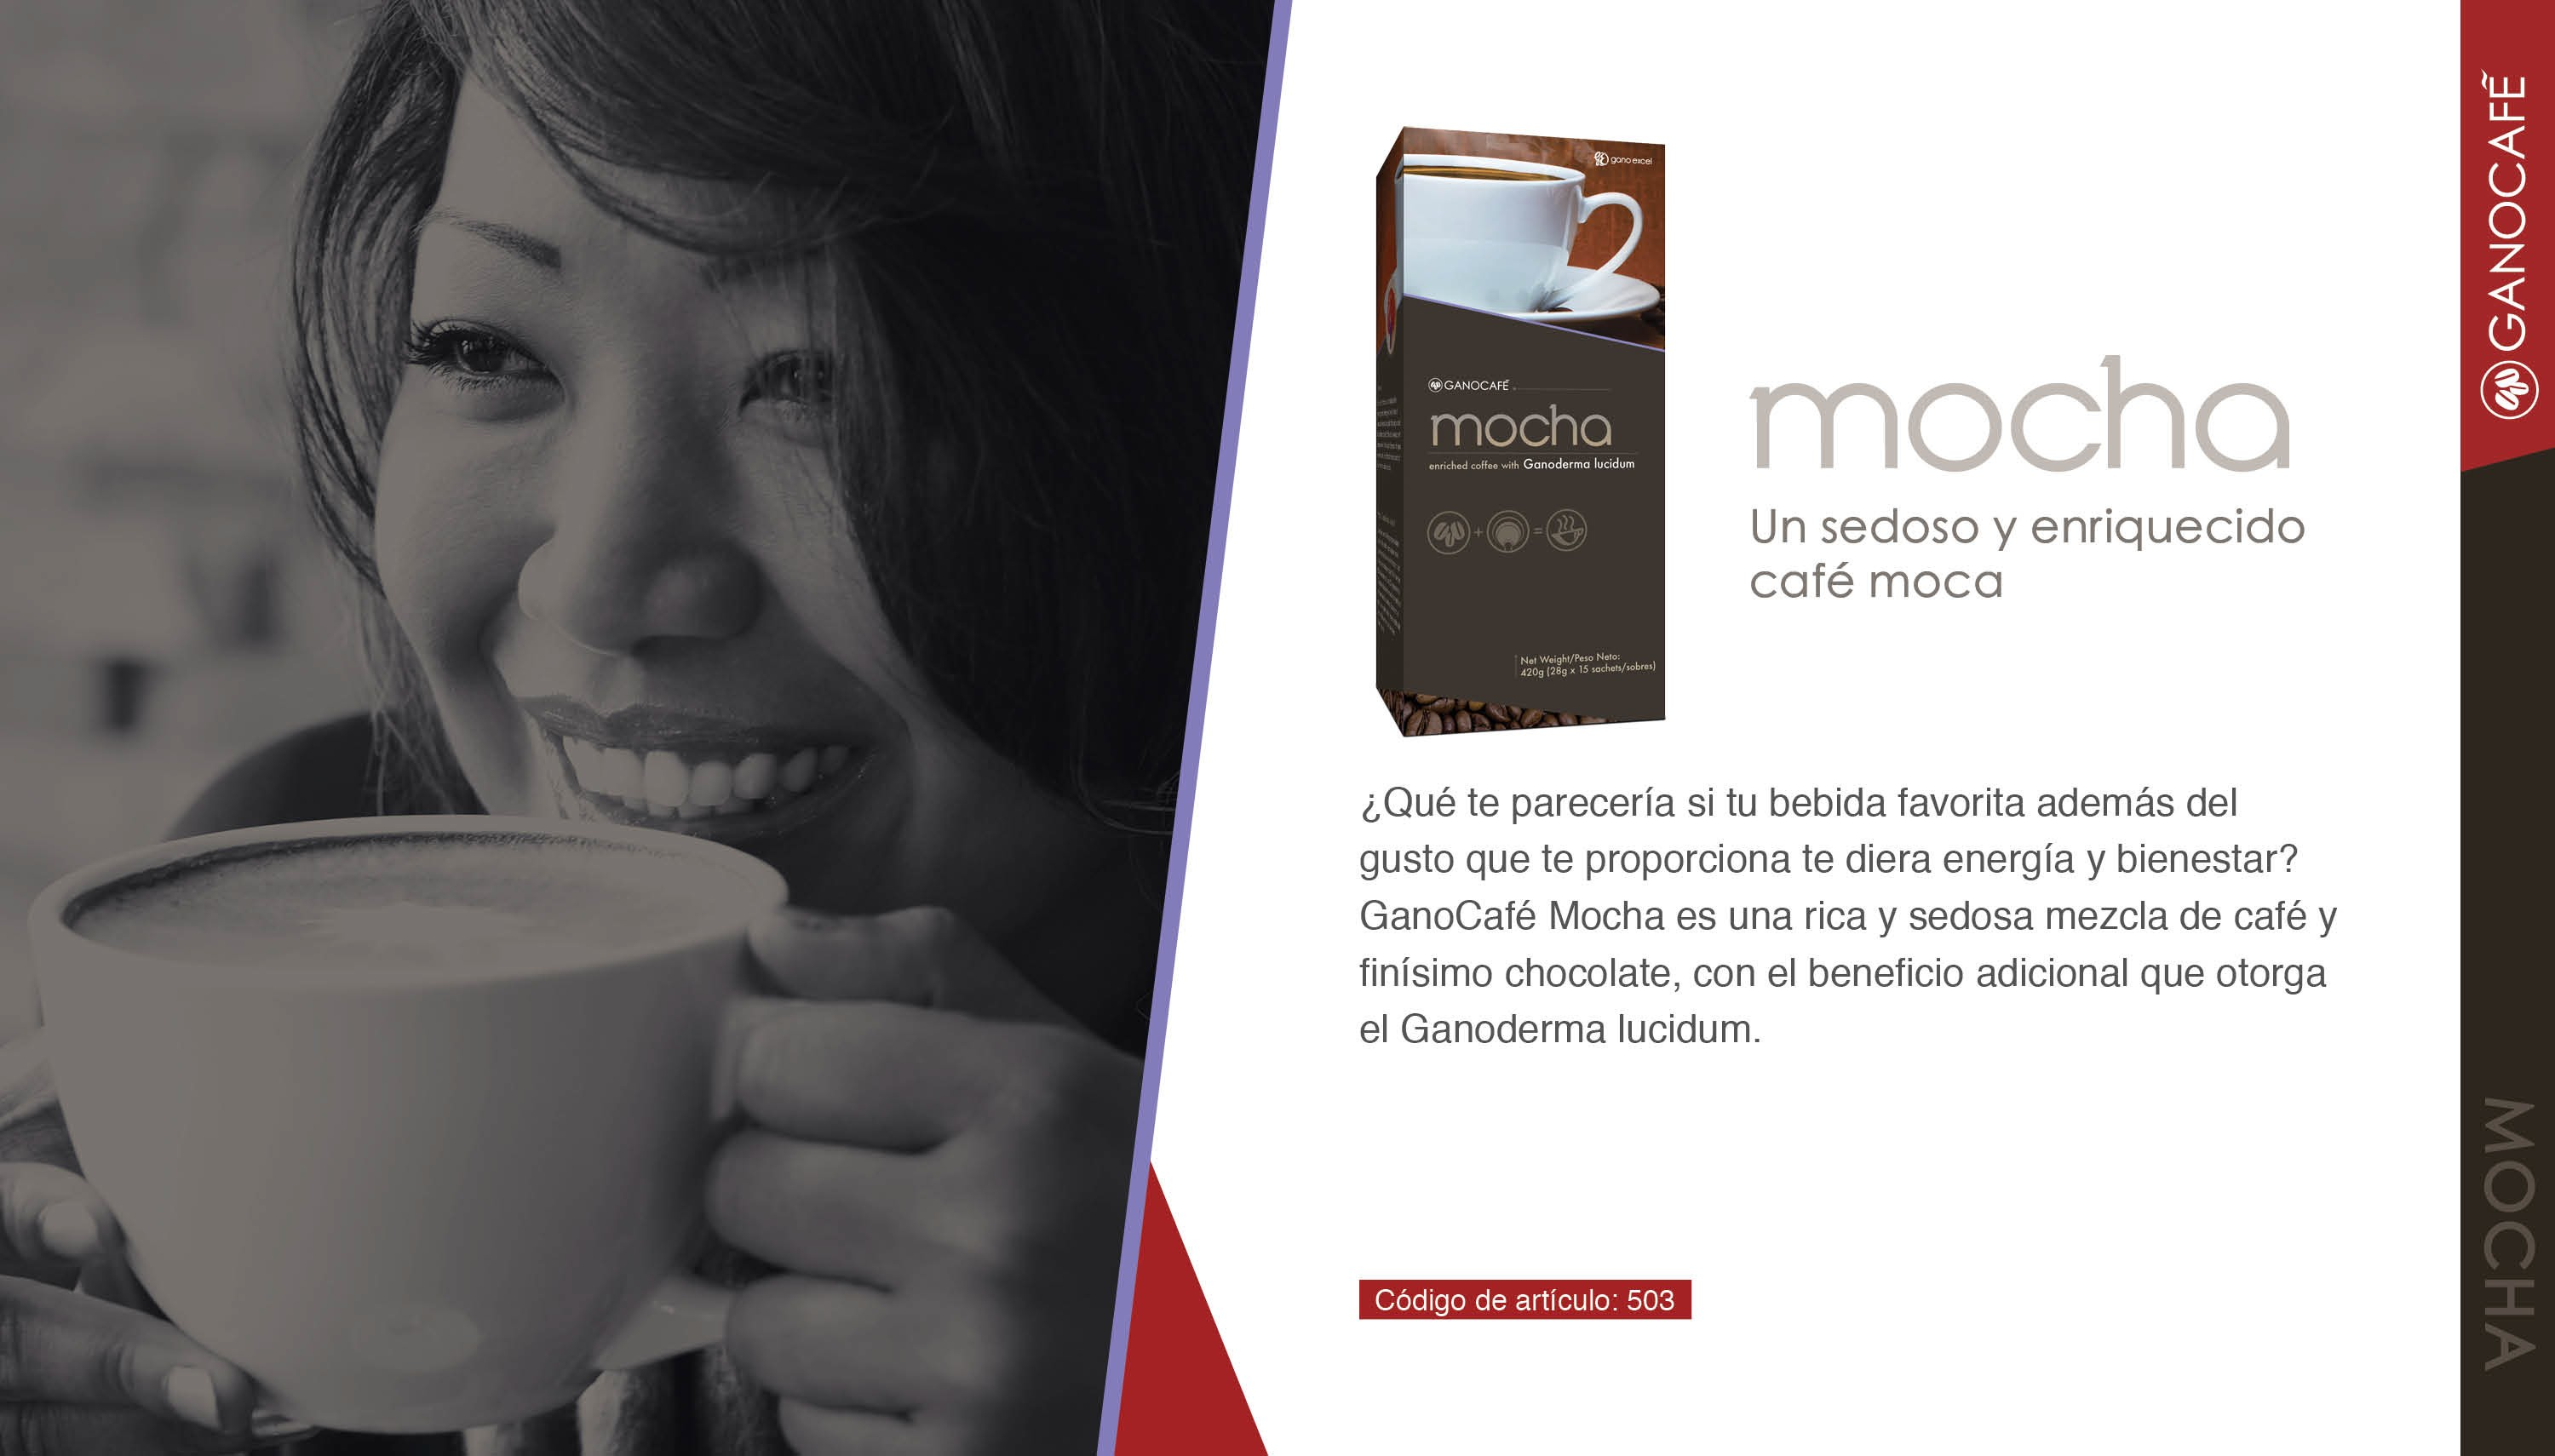 gano excel
GANOCAFÉ
mocha
enriched coffee with Ganoderma lucidum
+ =
Net Weight/Peso Neto:
420g (28g x 15 sachets/sobres)
mocha
Un sedoso y enriquecido
café moca
¿Qué te parecería si tu bebida favorita además del
gusto que te proporciona te diera energía y bienestar?
GanoCafé Mocha es una rica y sedosa mezcla de café y
finísimo chocolate, con el beneficio adicional que otorga
el Ganoderma lucidum.
Código de artículo: 503
GANOCAFÉ
MOCHA